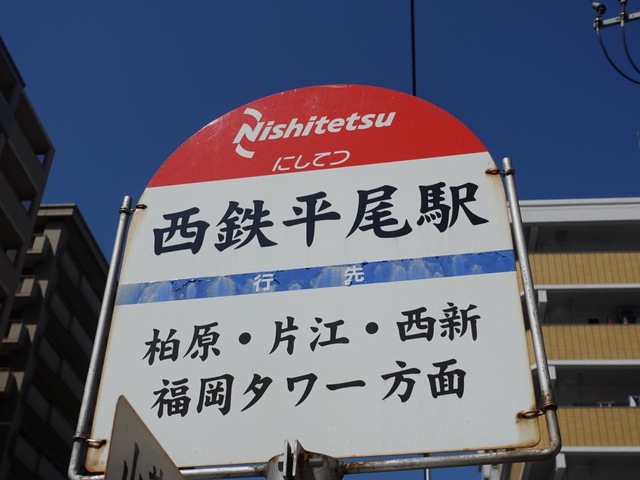 Nishitetsu
にしてつ
西鉄平尾駅
行先
柏原・片江・西新
福岡タワー方面